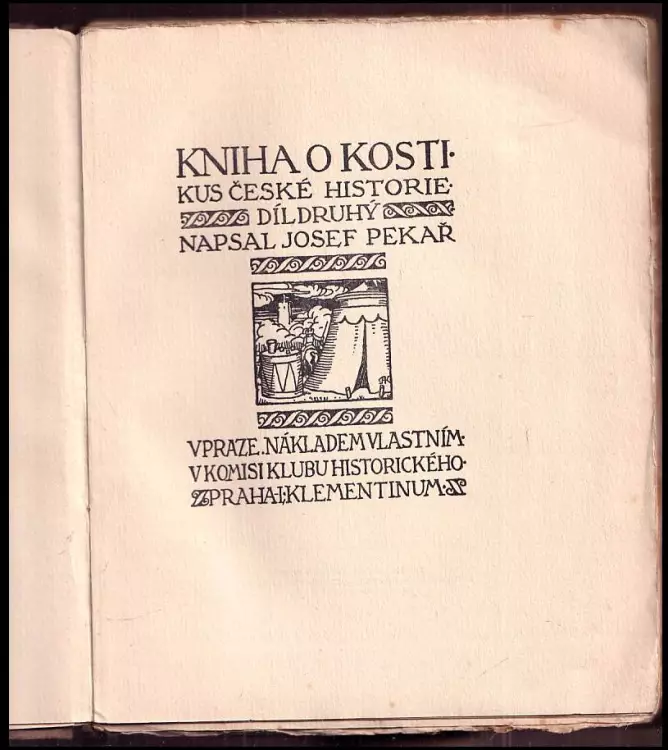 KNIHA O KOSTI·
KUS ČESKÉ HISTORIE·
DÍL DRUHÝ
NAPSAL JOSEF PEKAŘ
V PRAZE. NÁKLADEM VLASTNÍM·
V KOMISI KLUBU HISTORICKÉHO·
PRAHA-I; KLEMENTINUM·